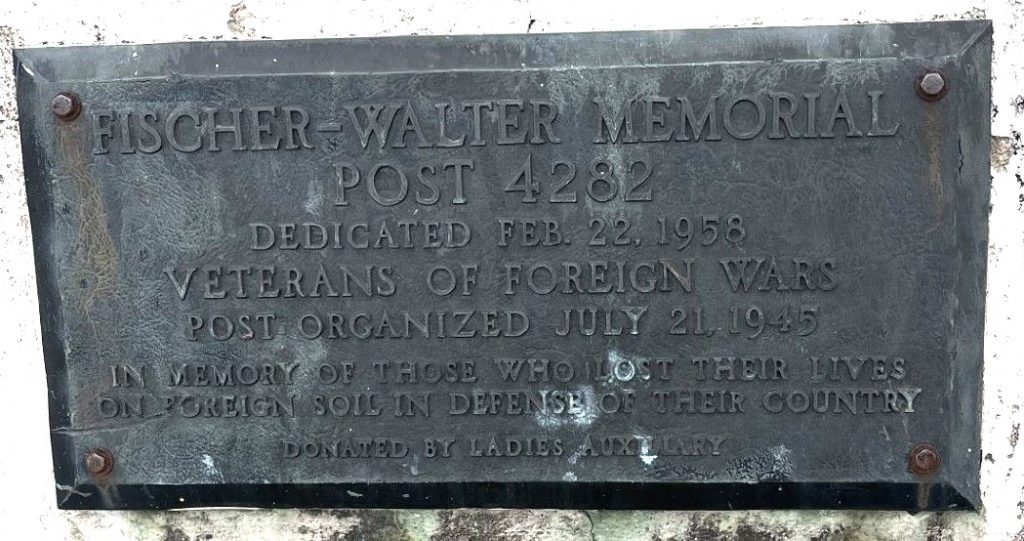 FISCHER-WALTER MEMORIAL
POST 4282
DEDICATED FEB. 22, 1958
VETERANS OF FOREIGN WARS
POST ORGANIZED JULY 21, 1945
IN MEMORY OF THOSE WHO LOST THEIR LIVES
ON FOREIGN SOIL IN DEFENSE OF THEIR COUNTRY
DONATED BY LADIES AUXILIARY